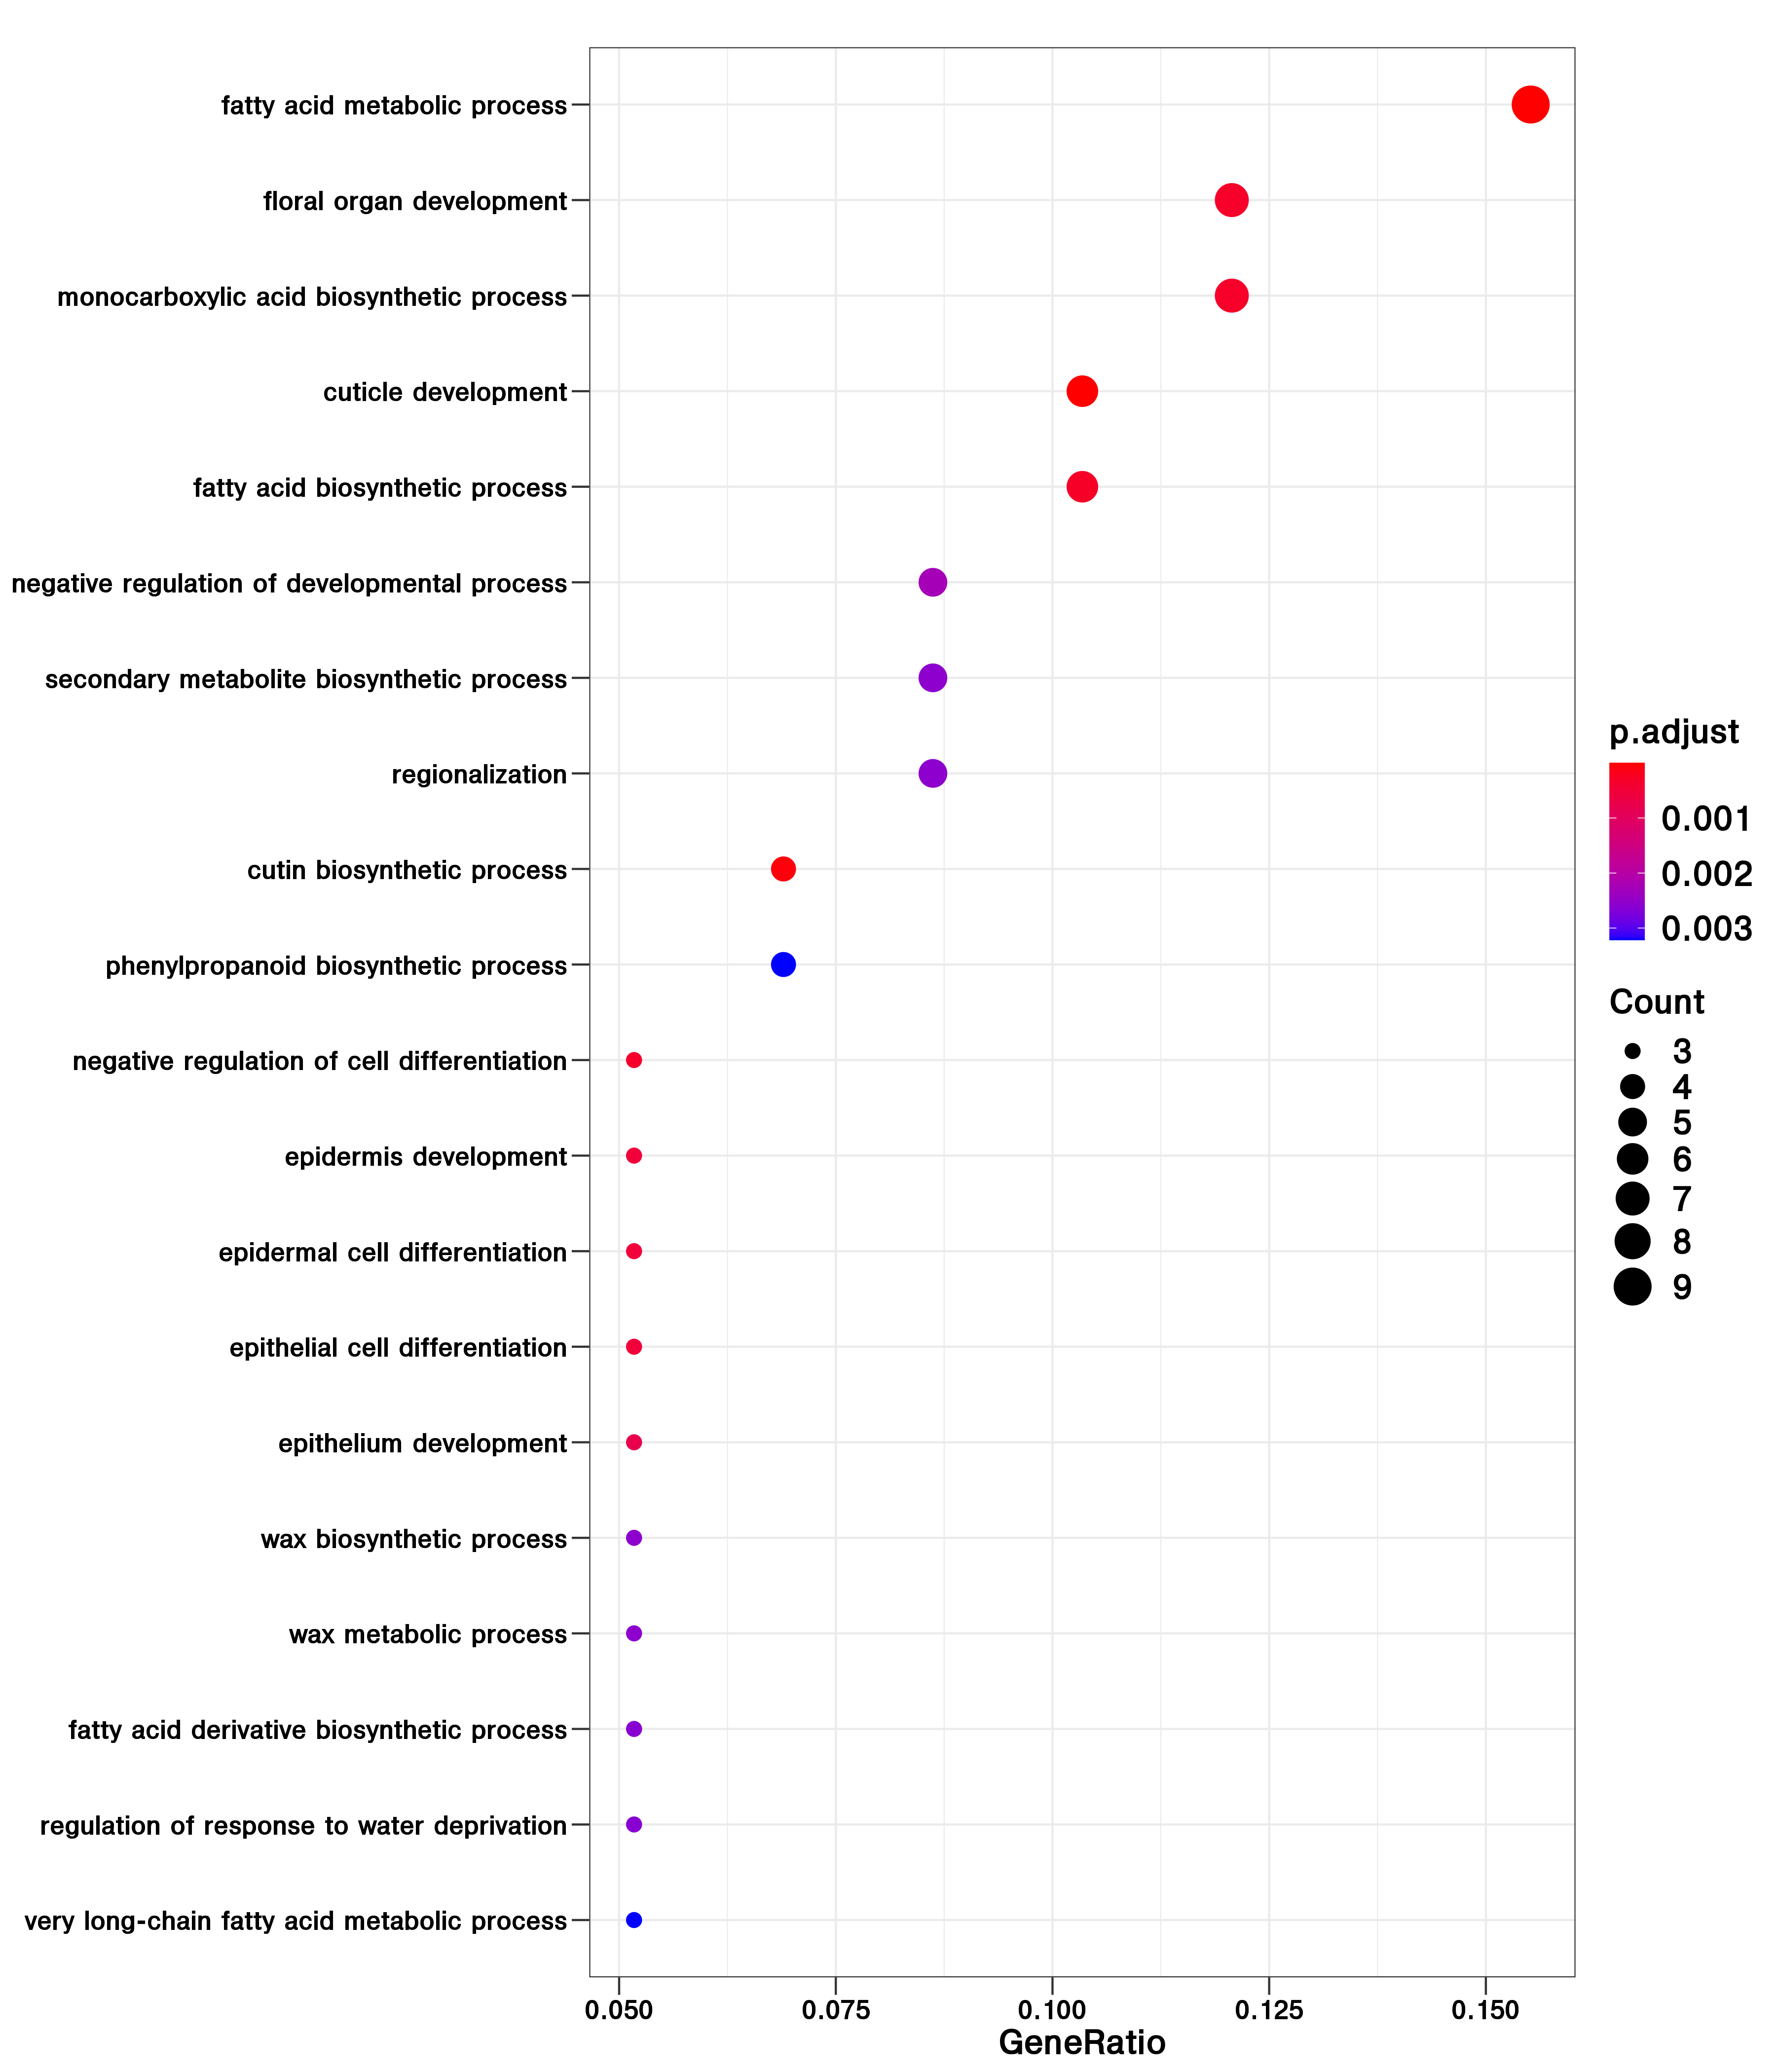 fatty acid metabolic process
floral organ development
monocarboxylic acid biosynthetic process
cuticle development
fatty acid biosynthetic process
negative regulation of developmental process
secondary metabolite biosynthetic process
regionalization
cutin biosynthetic process
phenylpropanoid biosynthetic process
negative regulation of cell differentiation
epidermis development
epidermal cell differentiation
epithelial cell differentiation
epithelium development
wax biosynthetic process
wax metabolic process
fatty acid derivative biosynthetic process
regulation of response to water deprivation
very long-chain fatty acid metabolic process
0.050 0.075 0.100 0.125 0.150
GeneRatio
p.adjust
0.001
0.002
0.003
Count
3
4
5
6
7
8
9